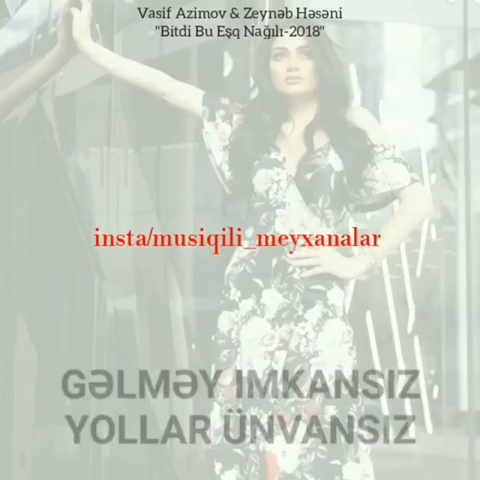 Vasif Azimov & Zeynəb Həsəni
"Bitdi Bu Eşq Nağılı-2018"
insta/musiqili_meyxanalar
GƏLMƏY IMKANSIZ
YOLLAR ÜNVANSIZ